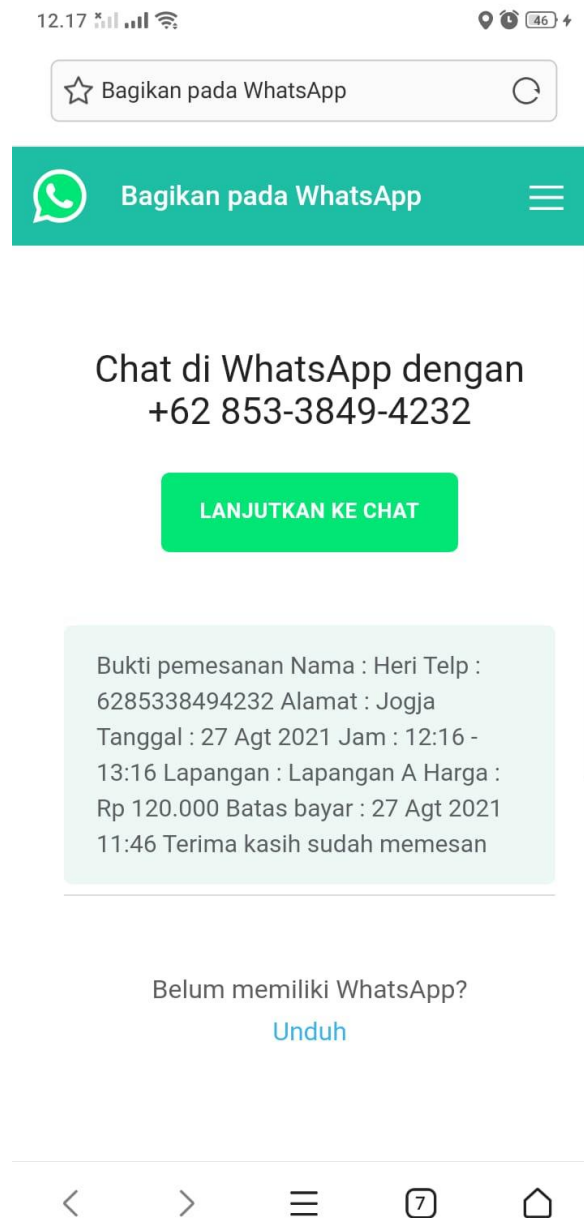 12.17 46
Bagikan pada WhatsApp
Bagikan pada WhatsApp
Chat di WhatsApp dengan
+62 853-3849-4232
LANJUTKAN KE CHAT
Bukti pemesanan Nama : Heri Telp :
6285338494232 Alamat : Jogja
Tanggal : 27 Agt 2021 Jam : 12:16 -
13:16 Lapangan : Lapangan A Harga :
Rp 120.000 Batas bayar : 27 Agt 2021
11:46 Terima kasih sudah memesan
Belum memiliki WhatsApp?
Unduh
7